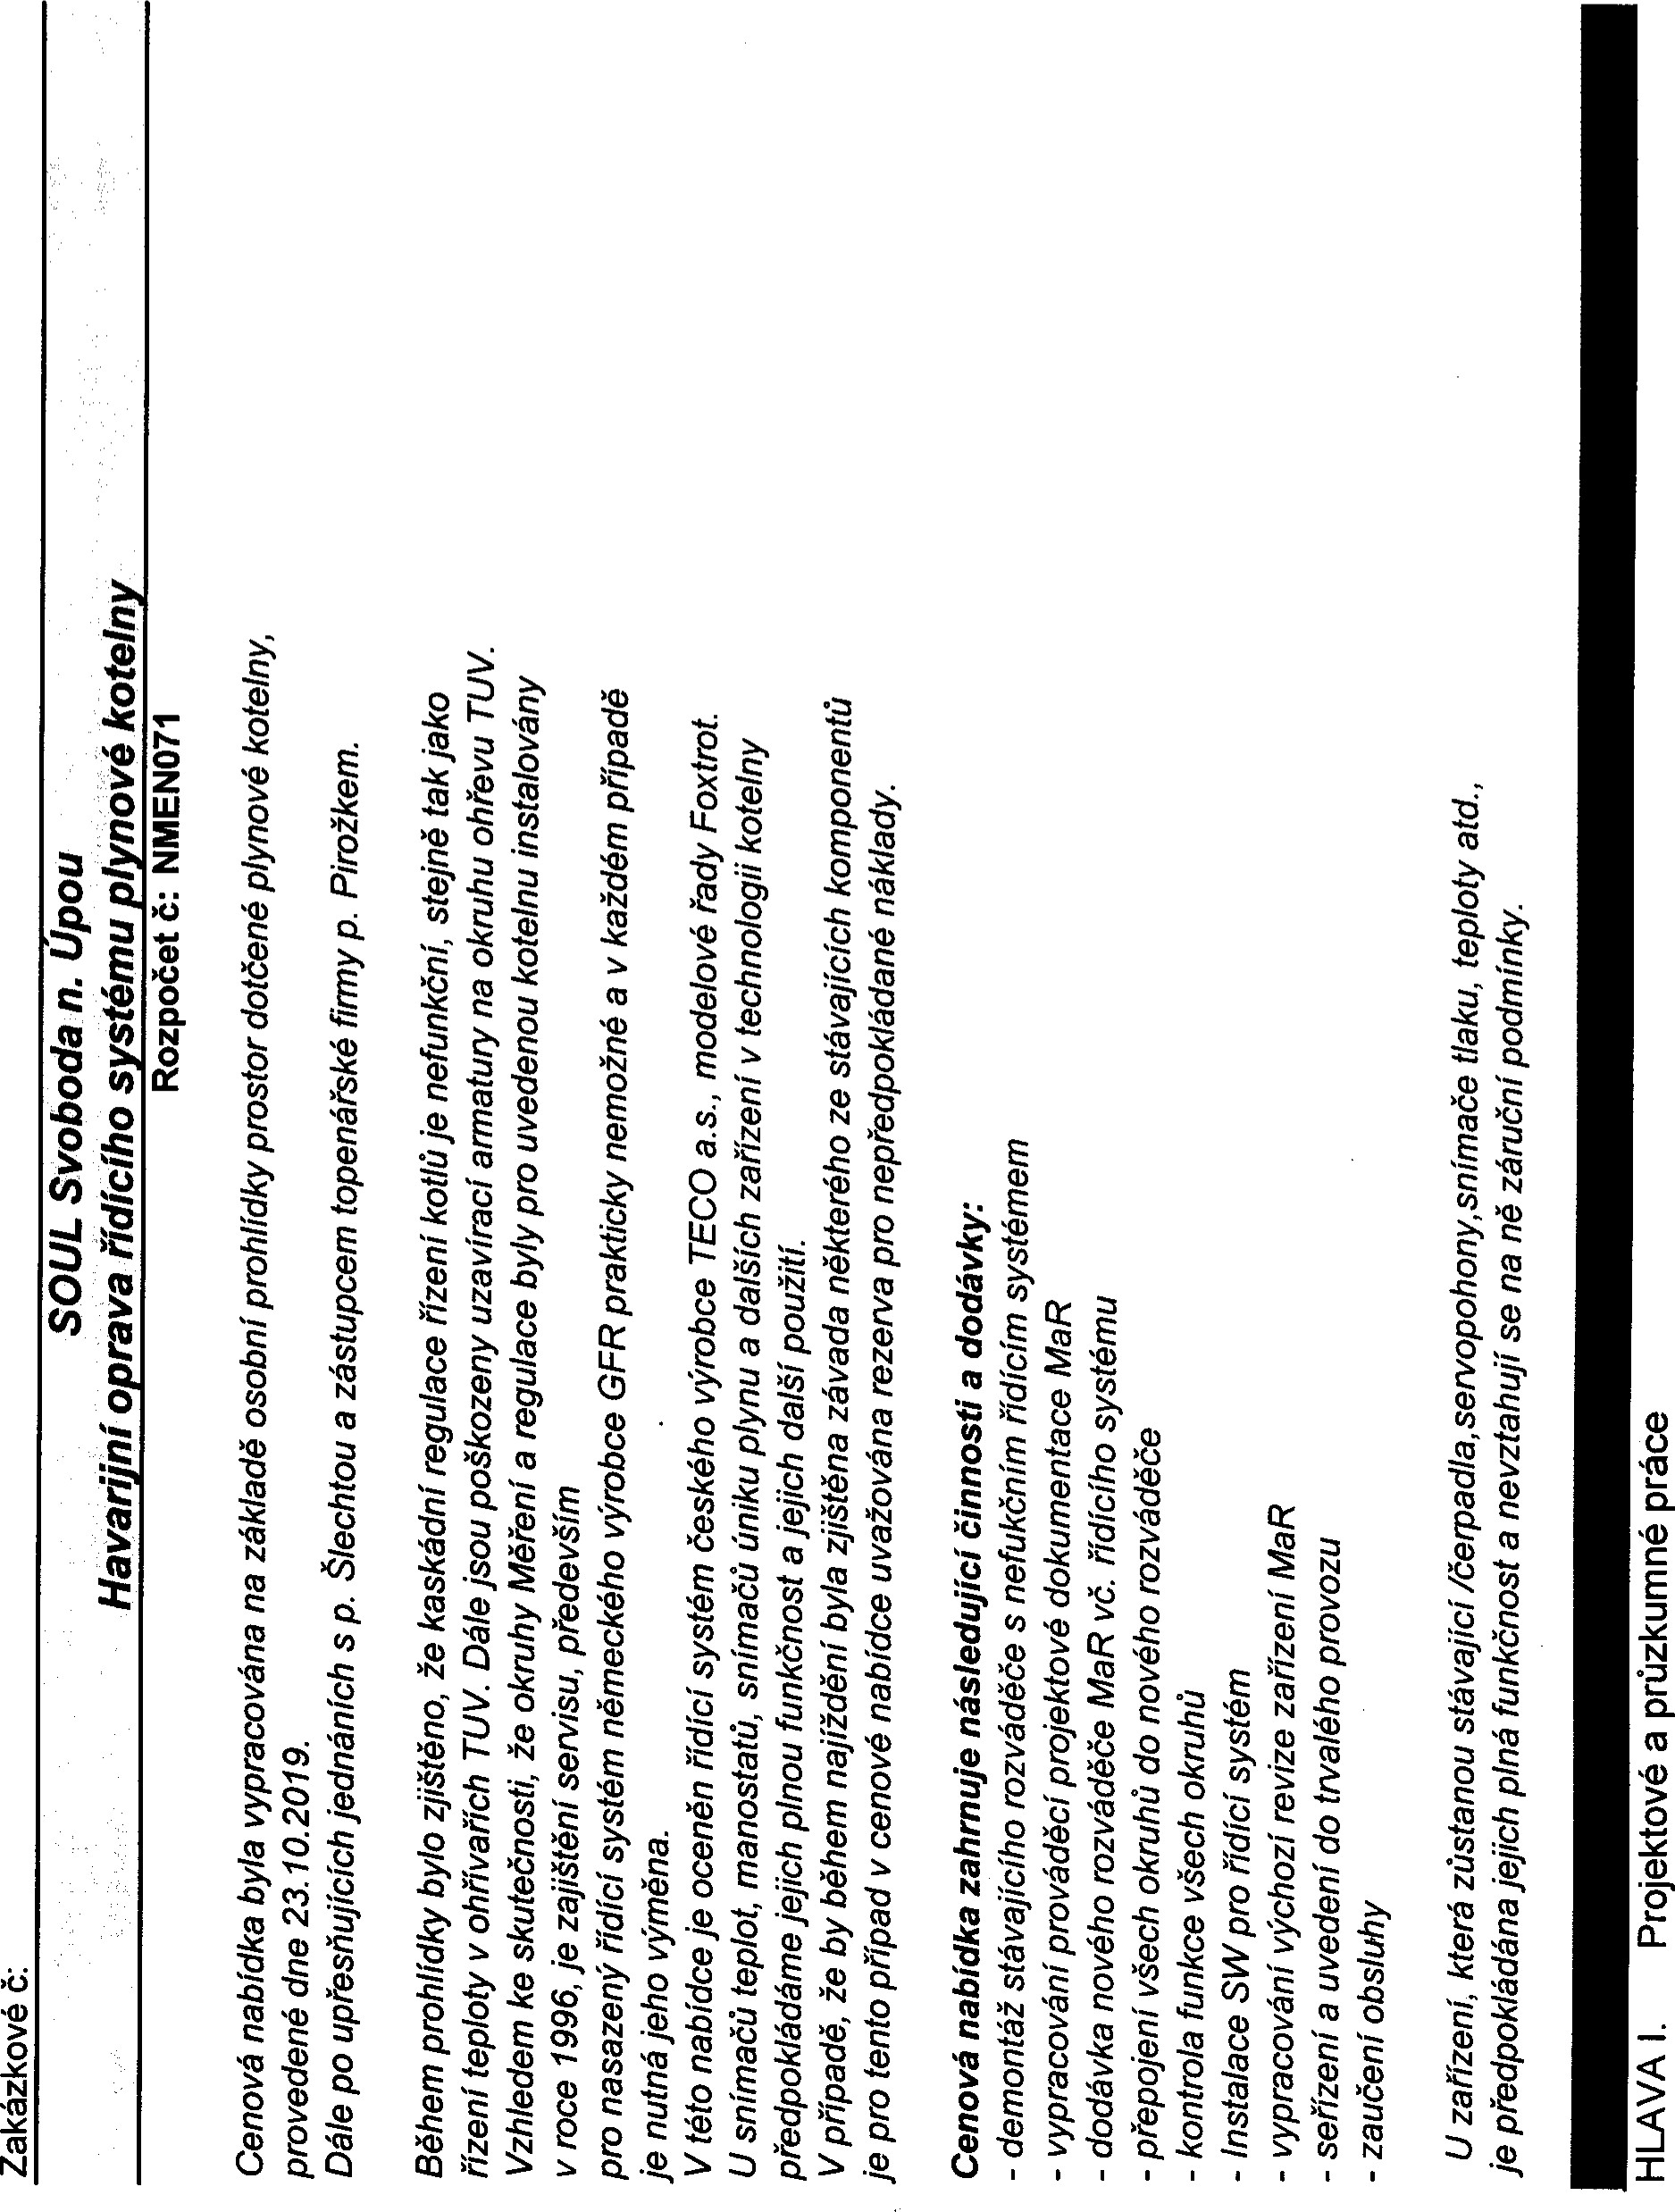 Zakázkové č:
SOUL Svoboda n. Úpou
Havarijní oprava řídícího systému plynové kotelny
Rozpočet č: NMEN071
Cenová nabídka byla vypracována na základě osobní prohlídky prostor dotčené plynové kotelny,
provedené dne 23.10.2019.
Dále po upřesňujících jednáních s p. Šlechtou a zástupcem topenářské firmy p. Pirožkem.
Během prohlídky bylo zjištěno, že kaskádní regulace řízení kotlů je nefunkční, stejně tak jako
řízení teploty v ohřívařích TUV. Dále jsou poškozeny uzavírací armatury na okruhu ohřevu TUV.
Vzhledem ke skutečnosti, že okruhy Měření a regulace byly pro uvedenou kotelnu instalovány
v roce 1996, je zajištění servisu, především
pro nasazený řídící systém německého výrobce GFR prakticky nemožné a v každém případě
je nutná jeho výměna.
V této nabídce je oceněn řídící systém českého výrobce TECO a.s., modelové řady Foxtrot.
U snímačů teplot, manostatů, snímačů úniku plynu a dalších zařízení v technologii kotelny
předpokládáme jejich plnou funkčnost a jejich další použití.
V případě, že by během najíždění byla zjištěna závada některého ze stávajících komponentů
je pro tento případ v cenové nabídce uvažována rezerva pro nepředpokládané náklady.
Cenová nabídka zahrnuje následující činnosti a dodávky:
- demontáž stávajícího rozváděče s nefukčním řídícím systémem
- vypracování prováděcí projektové dokumentace MaR
- dodávka nového rozváděče MaR vč. řídícího systému
- přepojení všech okruhů do nového rozváděče
- kontrola funkce všech okruhů
- Instalace SW pro řídící systém
- vypracování výchozí revize zařízení MaR
- seřízení a uvedení do trvalého provozu
- zaučení obsluhy
U zařízení, která zůstanou stávající /čerpadla,servopohony,snímače tlaku, teploty atd.,
je předpokládána jejich plná funkčnost a nevztahují se na ně záruční podmínky.
HLAVA I. Projektové a průzkumné práce